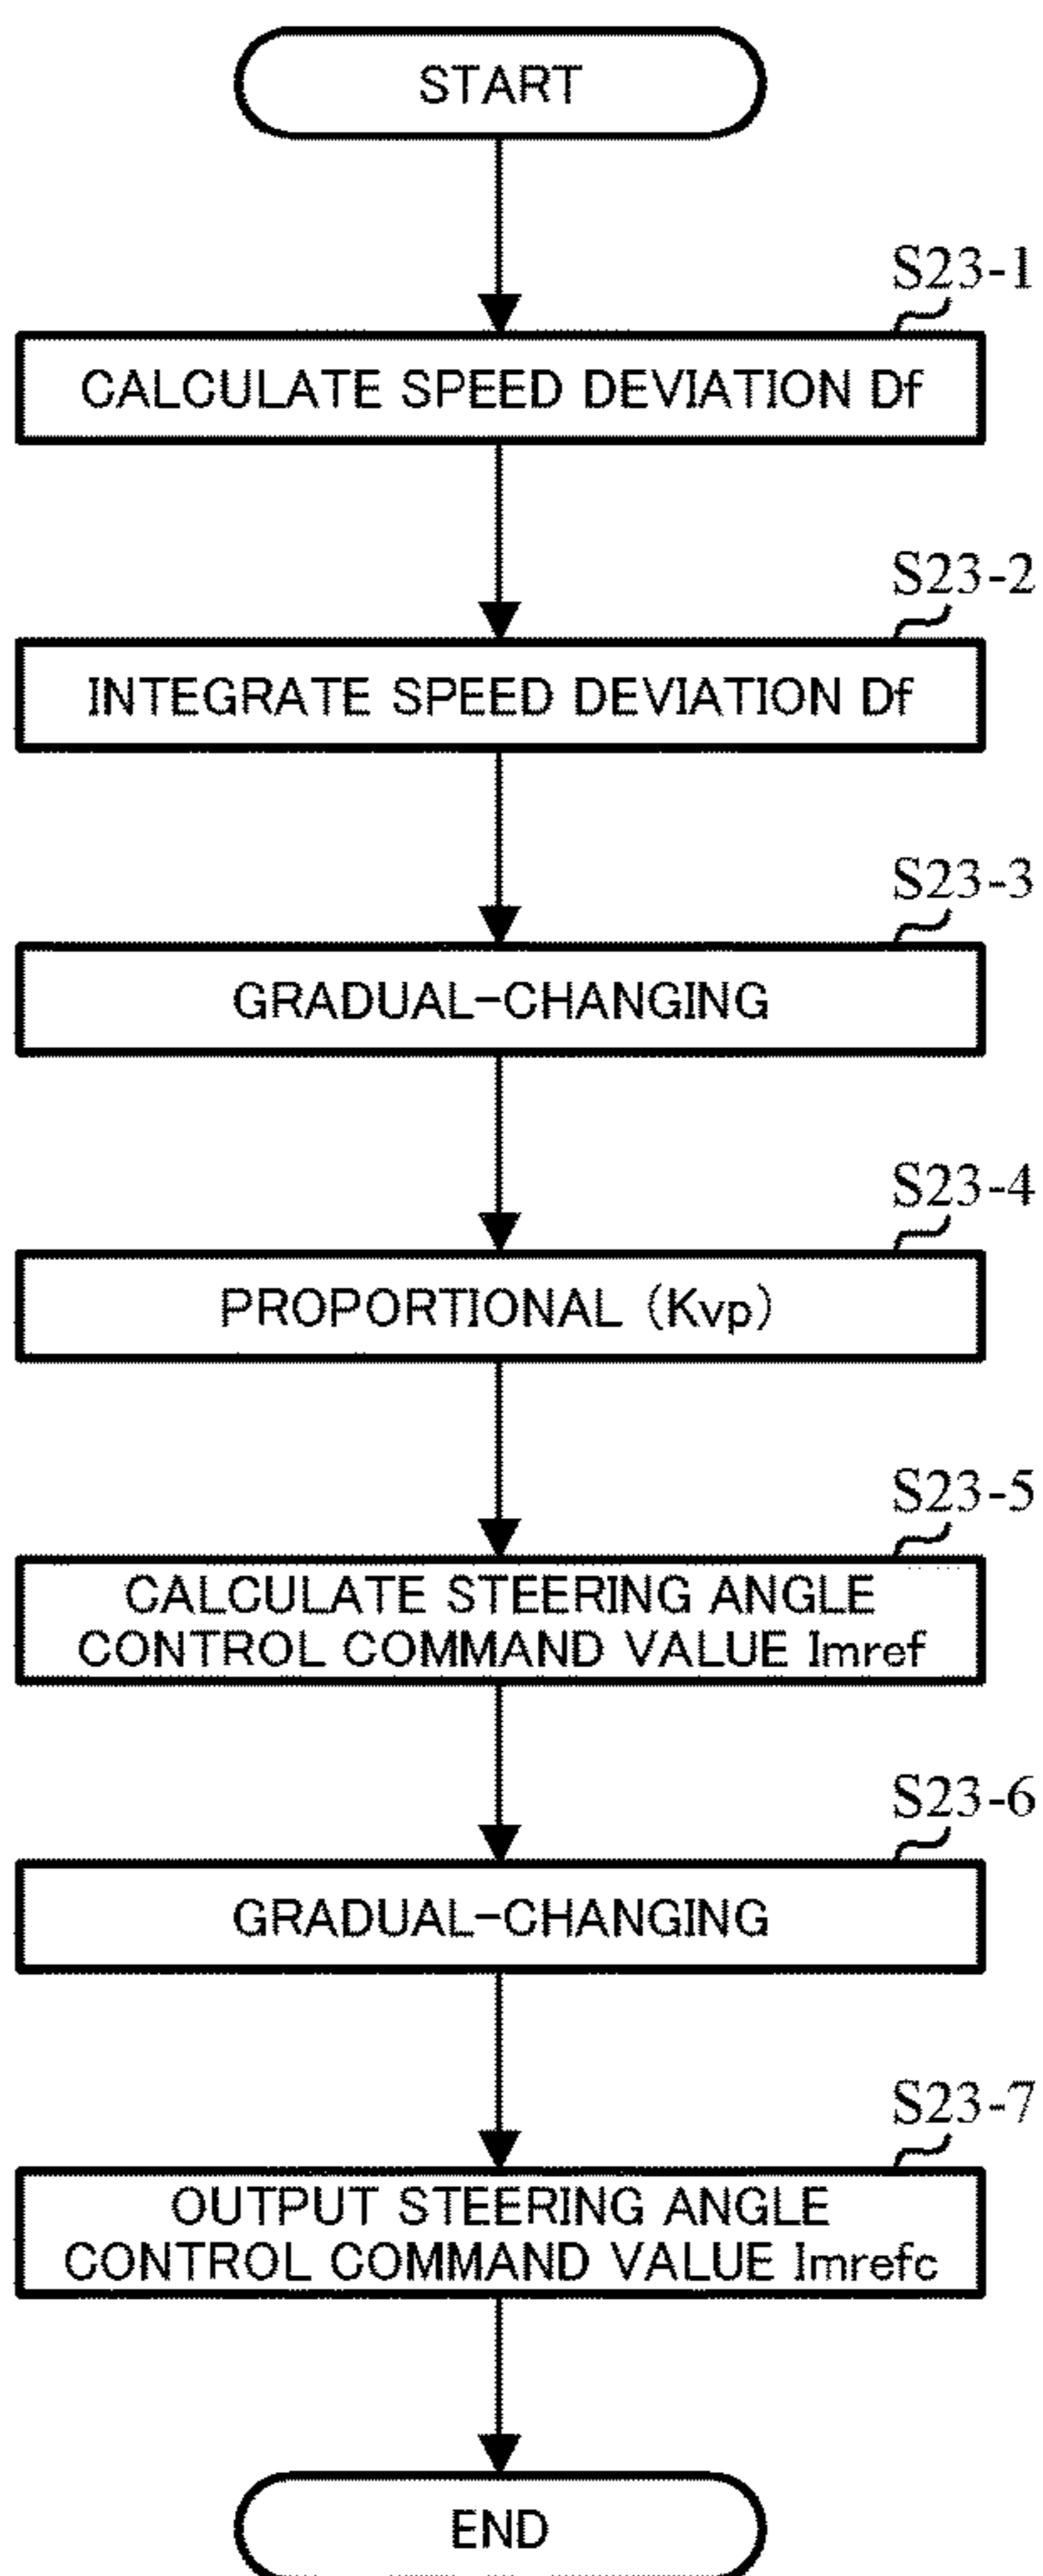 START
S23-1
CALCULATE SPEED DEVIATION Df
S23-2
INTEGRATE SPEED DEVIATION Df
S23-3
GRADUAL-CHANGING
S23-4
PROPORTIONAL (Kvp)
S23-5
CALCULATE STEERING ANGLE
CONTROL COMMAND VALUE Imref
S23-6
GRADUAL-CHANGING
S23-7
OUTPUT STEERING ANGLE
CONTROL COMMAND VALUE Imrefc
END